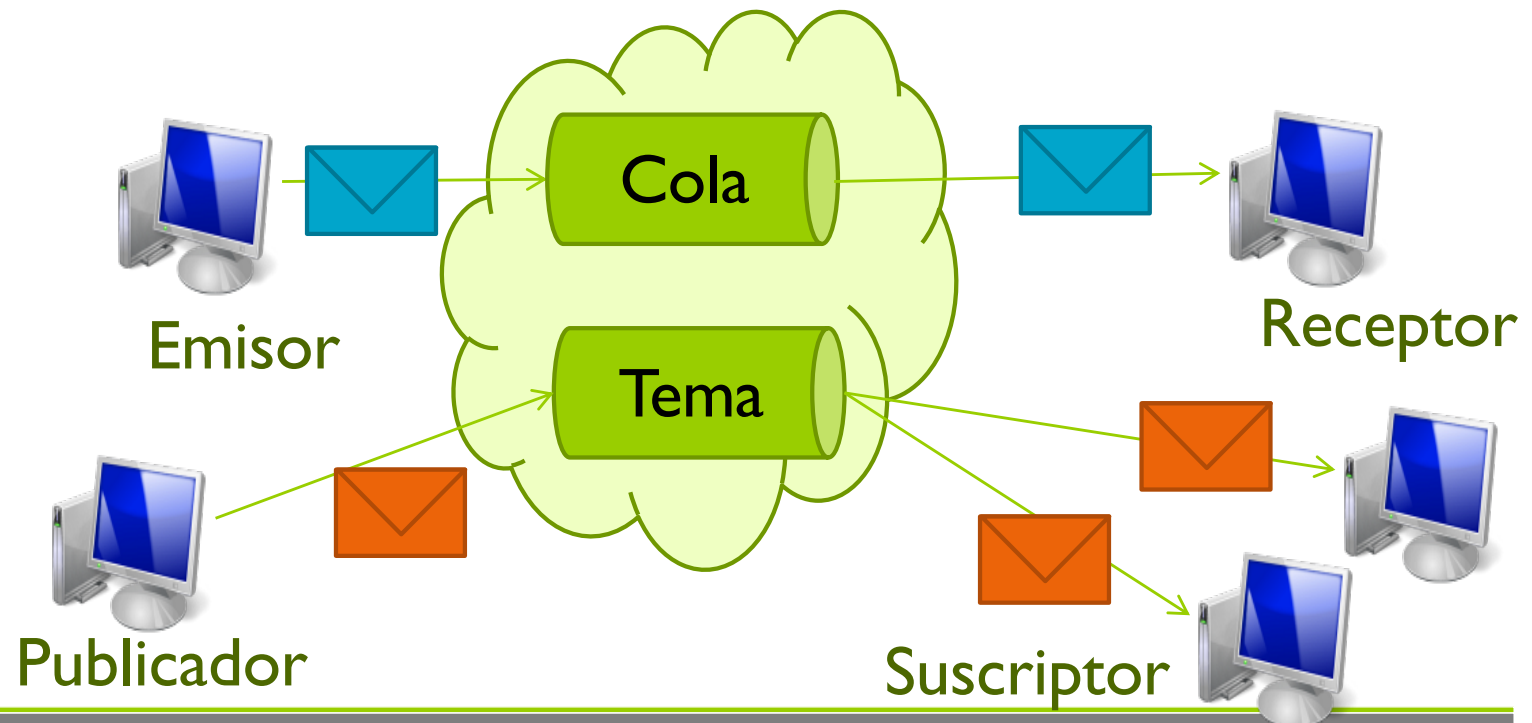 Cola
Emisor
Receptor
Tema
Publicador
Suscriptor